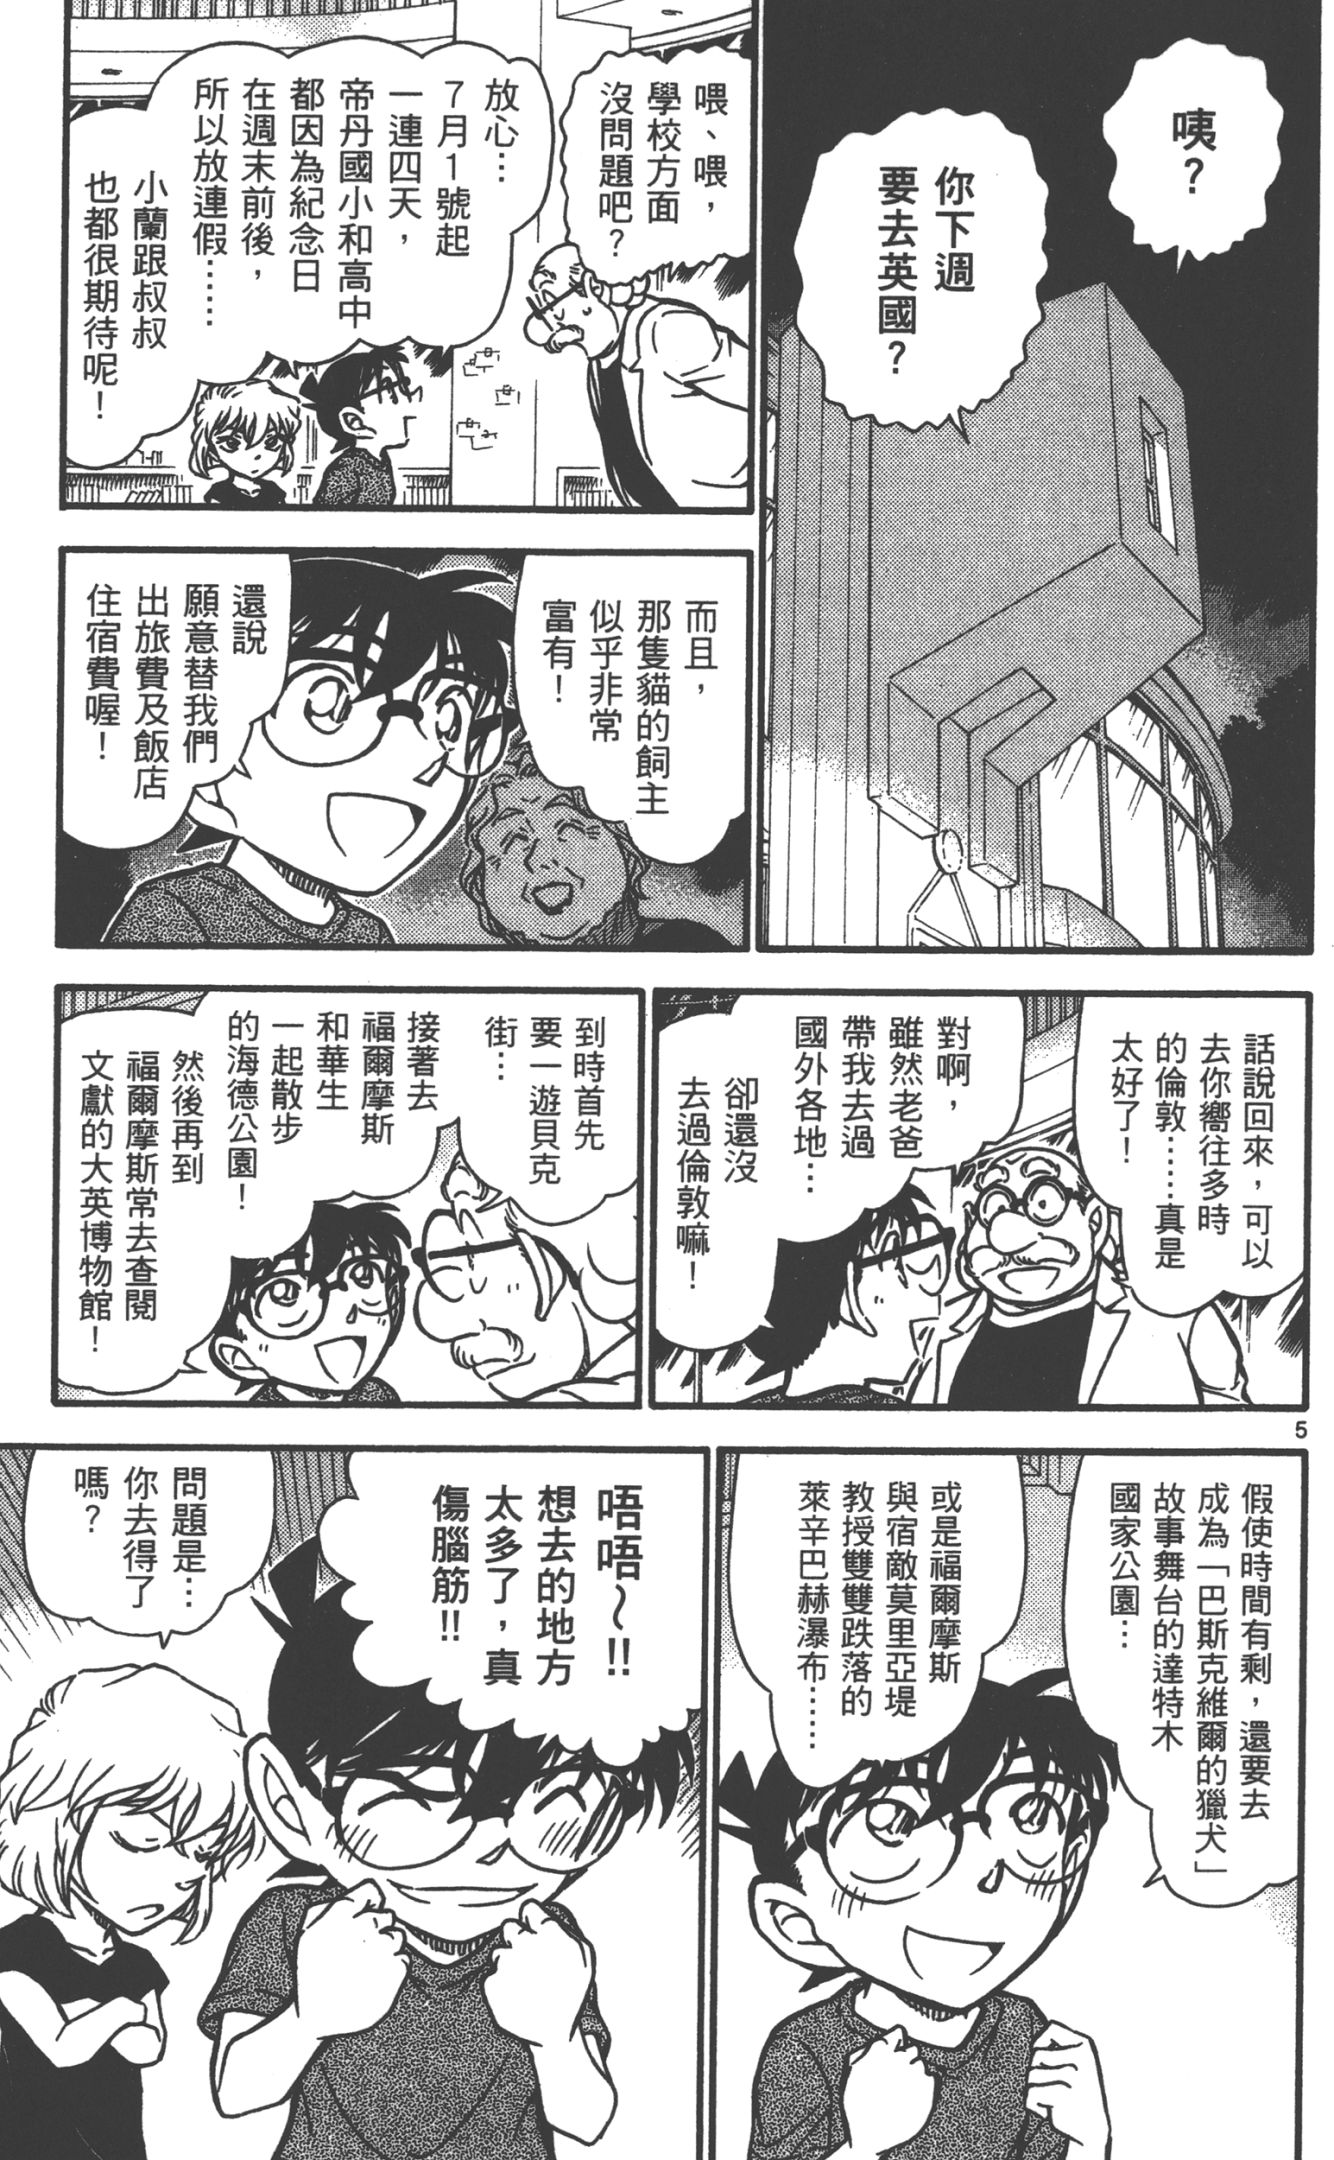 咦？
你下週
要去英國？
喂、喂，
學校方面
沒問題吧？
放心…
7月1號起
一連四天，
帝丹國小和高中
都因為紀念日
在週末前後，
所以放連假……
小蘭跟叔叔
也都很期待呢！
而且，
那隻貓的飼主
似乎非常
富有！
還說
願意替我們
出旅費及飯店
住宿費喔！
話說回來，可以
去你嚮往多時
的倫敦……真是
太好了！
對啊，
雖然老爸
帶我去過
國外各地…
卻還沒
去過倫敦嘛！
到時首先
要一遊貝克
街…
接著去
福爾摩斯
和華生
一起散步
的海德公園！
然後再到
福爾摩斯常去查閱
文獻的大英博物館！
5
假使時間有剩，還要去
成為「巴斯克維爾的獵犬」
故事舞台的達特木
國家公園…
或是福爾摩斯
與宿敵莫里亞堤
教授雙雙跌落的
萊辛巴赫瀑布……
唔唔～!!
想去的地方
太多了，真
傷腦筋!!
問題是…
你去得了
嗎？